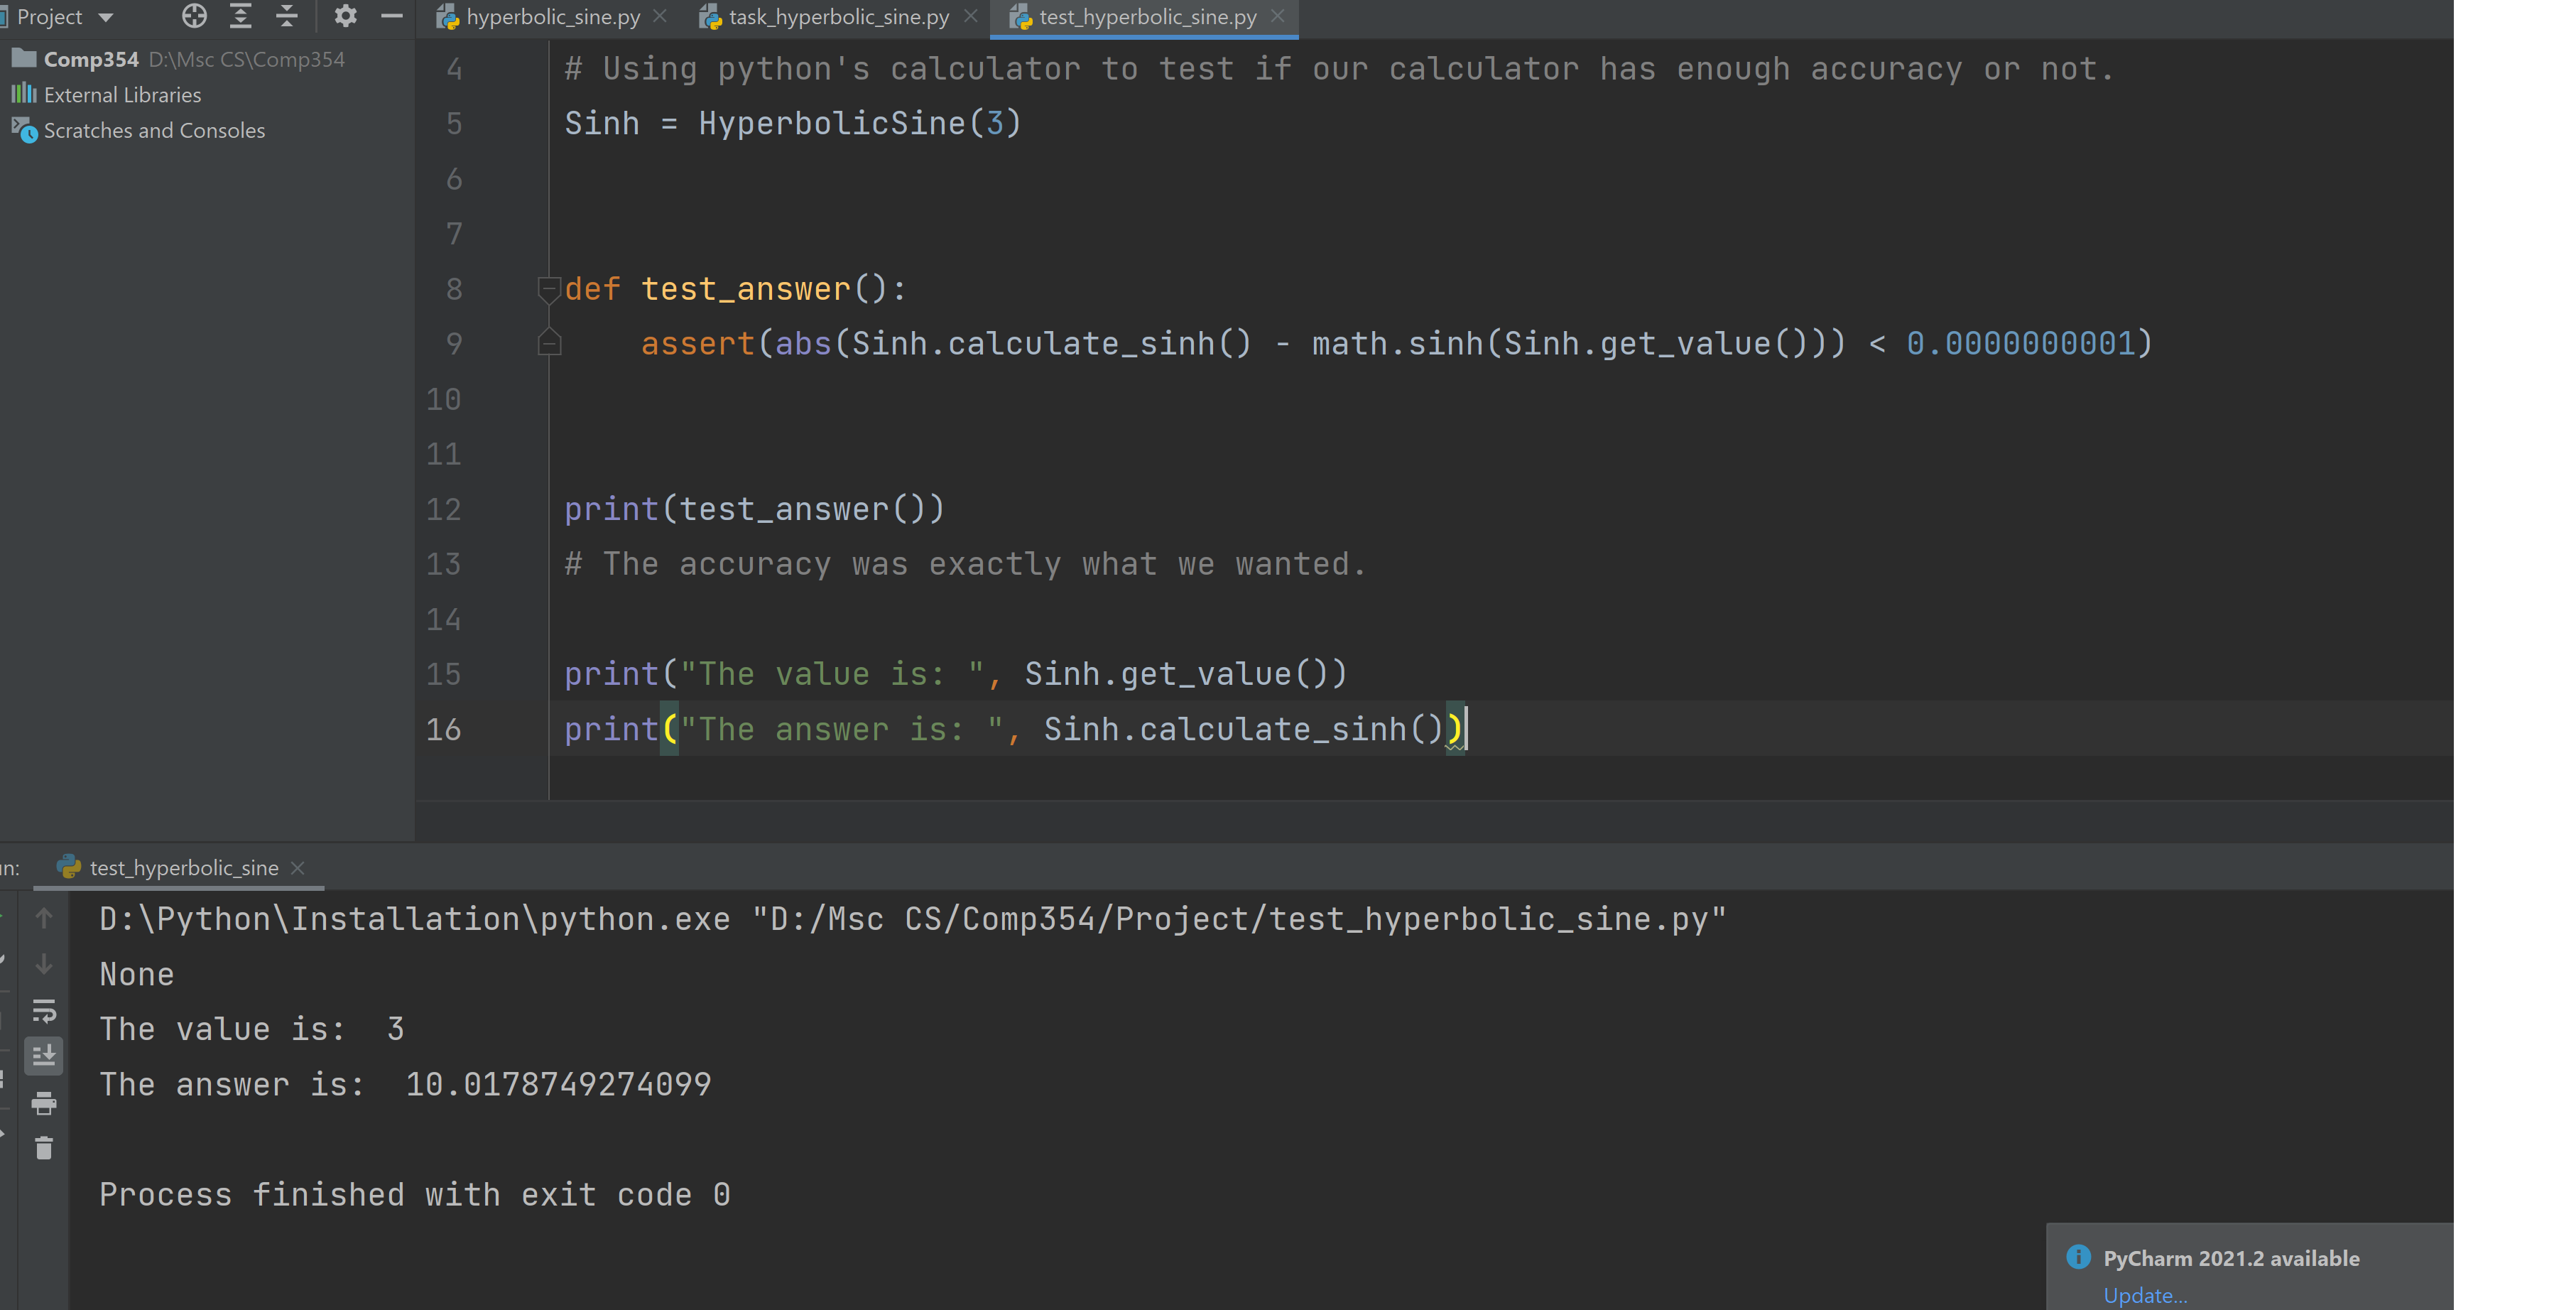 Project
hyperbolic_sine.py
task_hyperbolic_sine.py
test_hyperbolic_sine.py
Comp354 D:\Msc CS\Comp354
External Libraries
Scratches and Consoles
4 # Using python's calculator to test if our calculator has enough accuracy or not.
5 Sinh = HyperbolicSine(3)
6
7
8 def test_answer():
9     assert(abs(Sinh.calculate_sinh() - math.sinh(Sinh.get_value())) < 0.0000000001)
10
11
12 print(test_answer())
13 # The accuracy was exactly what we wanted.
14
15 print("The value is: ", Sinh.get_value())
16 print("The answer is: ", Sinh.calculate_sinh())
un: test_hyperbolic_sine
D:\Python\Installation\python.exe "D:/Msc CS/Comp354/Project/test_hyperbolic_sine.py"
None
The value is:  3
The answer is:  10.0178749274099
Process finished with exit code 0
PyCharm 2021.2 available
Update...